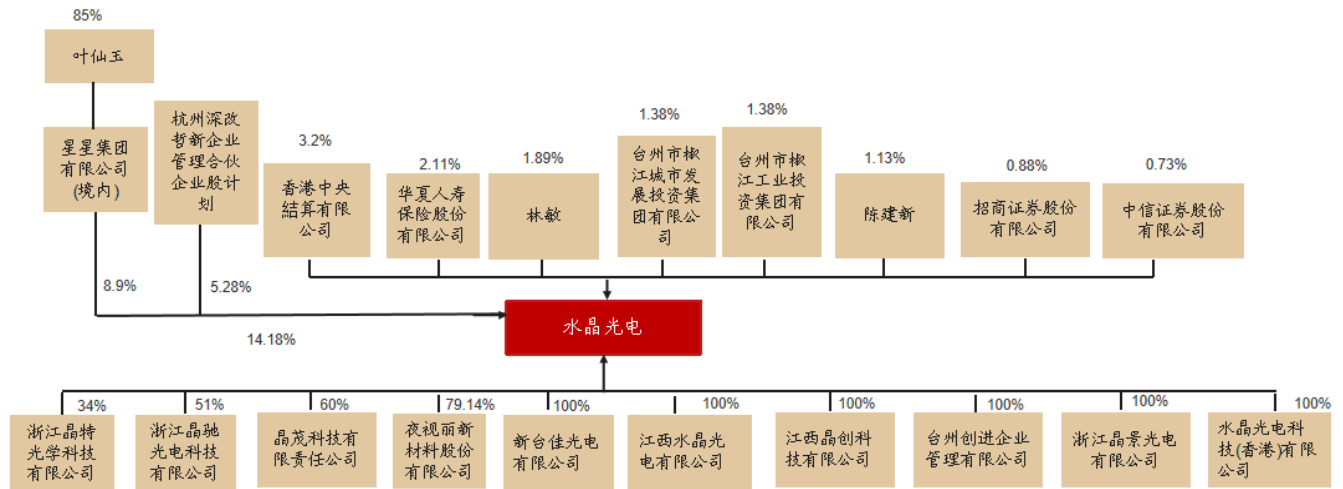 85%
叶仙玉
星星集团
有限公司
(境内)
杭州深改
哲新企业
管理合伙
企业股计
划
3.2%
香港中央
結算有限
公司
2.11%
华夏人寿
保险股份
有限公司
1.89%
林敏
1.38%
台州市椒
江城市发
展投资集
团有限公
司
1.38%
台州市椒
江工业投
资集团有
限公司
1.13%
陈建新
0.88%
招商证券股份
有限公司
0.73%
中信证券股份
有限公司
8.9%
5.28%
14.18%
水晶光电
34%
浙江晶特
光学科技
有限公司
51%
浙江晶驰
光电科技
有限公司
60%
晶茂科技有
限责任公司
79.14%
夜视丽新
材料股份
有限公司
100%
新台佳光电
有限公司
100%
江西水晶光
电有限公司
100%
江西晶创科
技有限公司
100%
台州创进企业
管理有限公司
100%
浙江晶景光电
有限公司
100%
水晶光电科
技(香港)有限
公司